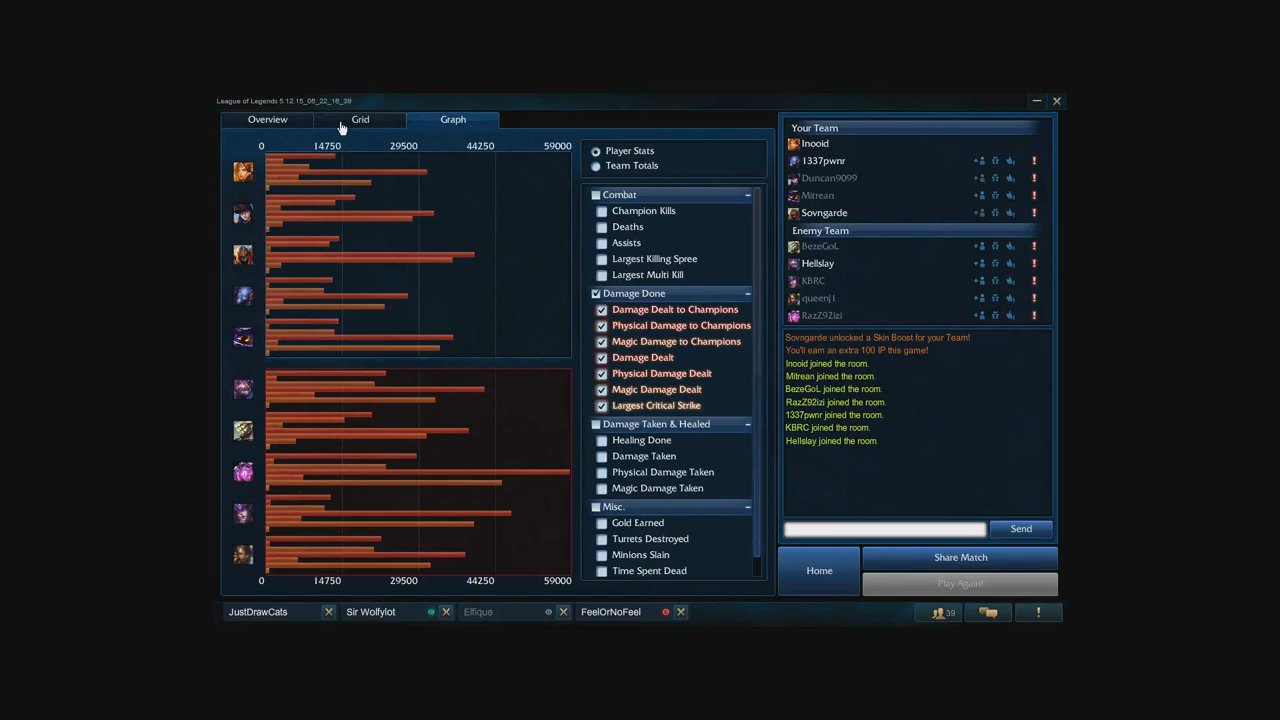 League of Legends 5.12.15_06_22_16_39
Overview
Grid
Graph
0 14750 29500 44250 59000
0 14750 29500 44250 59000
Player Stats
Team Totals
Combat
Champion Kills
Deaths
Assists
Largest Killing Spree
Largest Multi Kill
Damage Done
Damage Dealt to Champions
Physical Damage to Champions
Magic Damage to Champions
Damage Dealt
Physical Damage Dealt
Magic Damage Dealt
Largest Critical Strike
Damage Taken & Healed
Healing Done
Damage Taken
Physical Damage Taken
Magic Damage Taken
Misc.
Gold Earned
Turrets Destroyed
Minions Slain
Time Spent Dead
Your Team
Inooid
1337pwnr
Duncan9099
Mitrean
Sovngarde
Enemy Team
BezeGoL
Hellslay
KBRC
queenj1
RazZ92izi
Sovngarde unlocked a Skin Boost for your Team!
You'll earn an extra 100 IP this game!
Inooid joined the room.
Mitrean joined the room.
BezeGoL joined the room.
RazZ92izi joined the room.
1337pwnr joined the room.
KBRC joined the room.
Hellslay joined the room.
Send
Home
Share Match
Play Again!
JustDrawCats
Sir Wolfylot
Elfique
FeelOrNoFeel
39